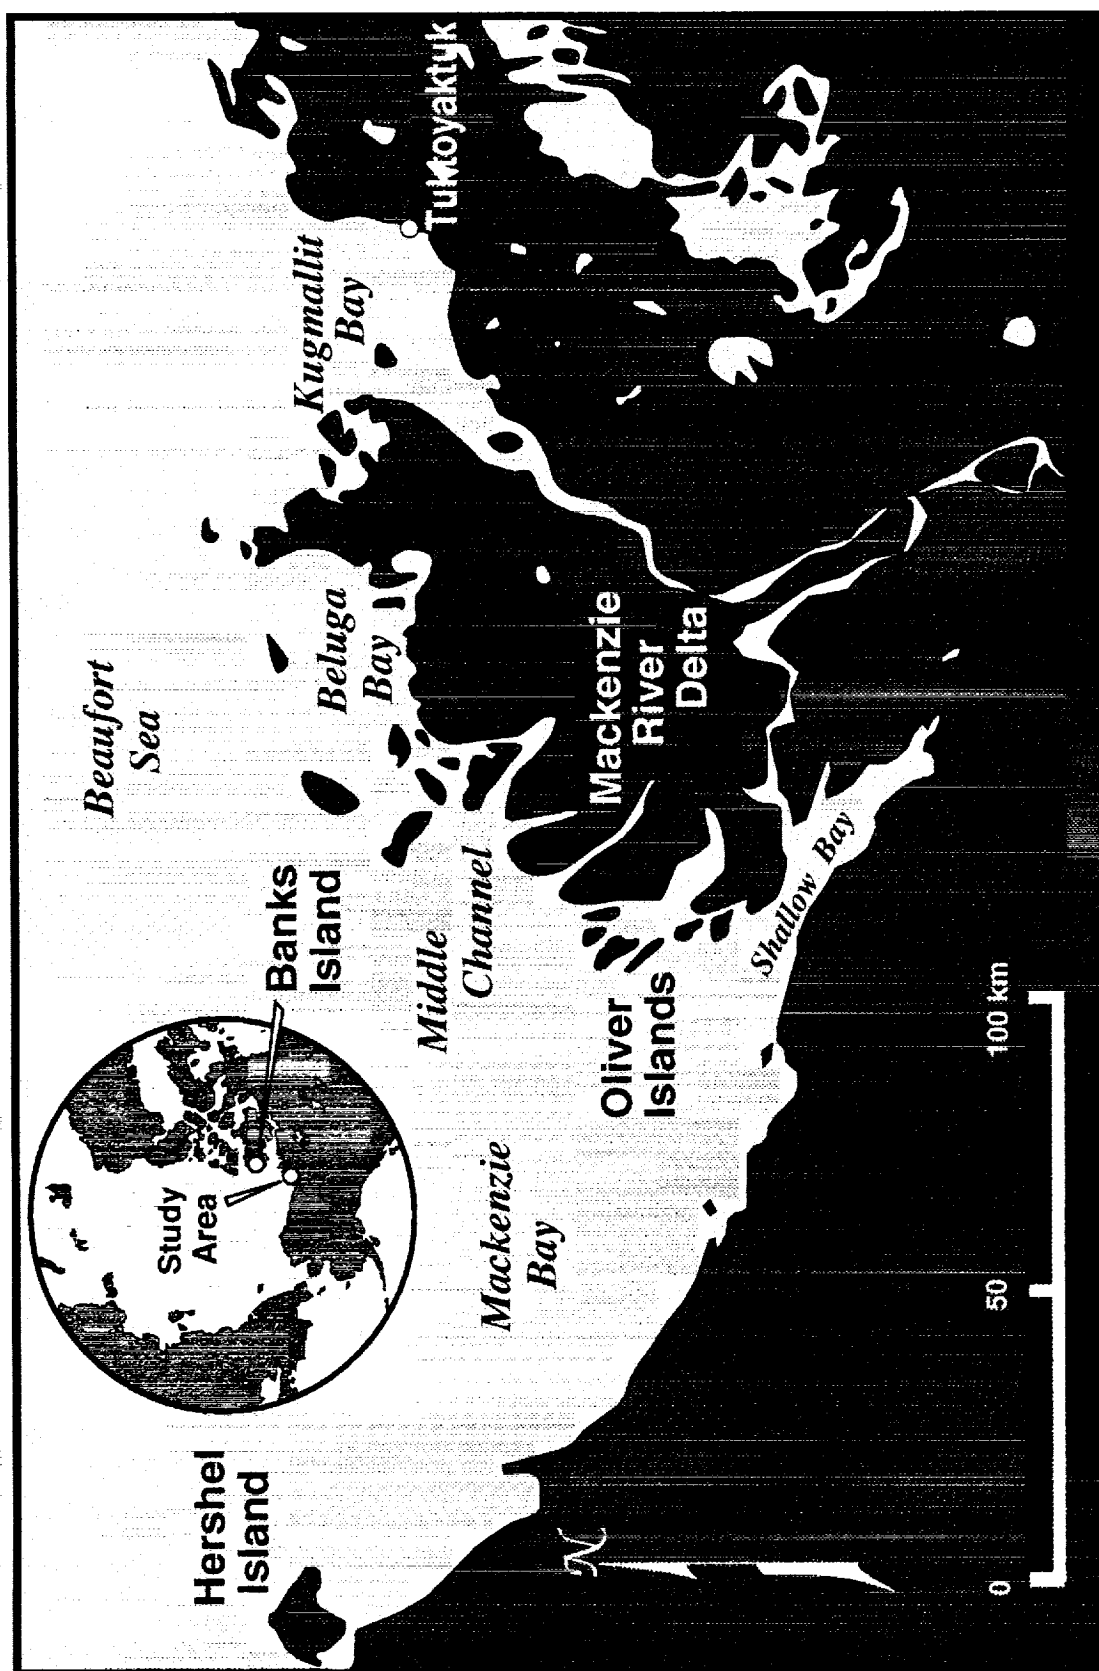 Beaufort
Sea
Kugmallit
Bay
Tuktoyaktuk
Beluga
Bay
Banks
Island
Study
Area
Hershel
Island
Middle
Channel
Mackenzie
River
Delta
Mackenzie
Bay
Oliver
Islands
Shallow Bay
0
50
100 km